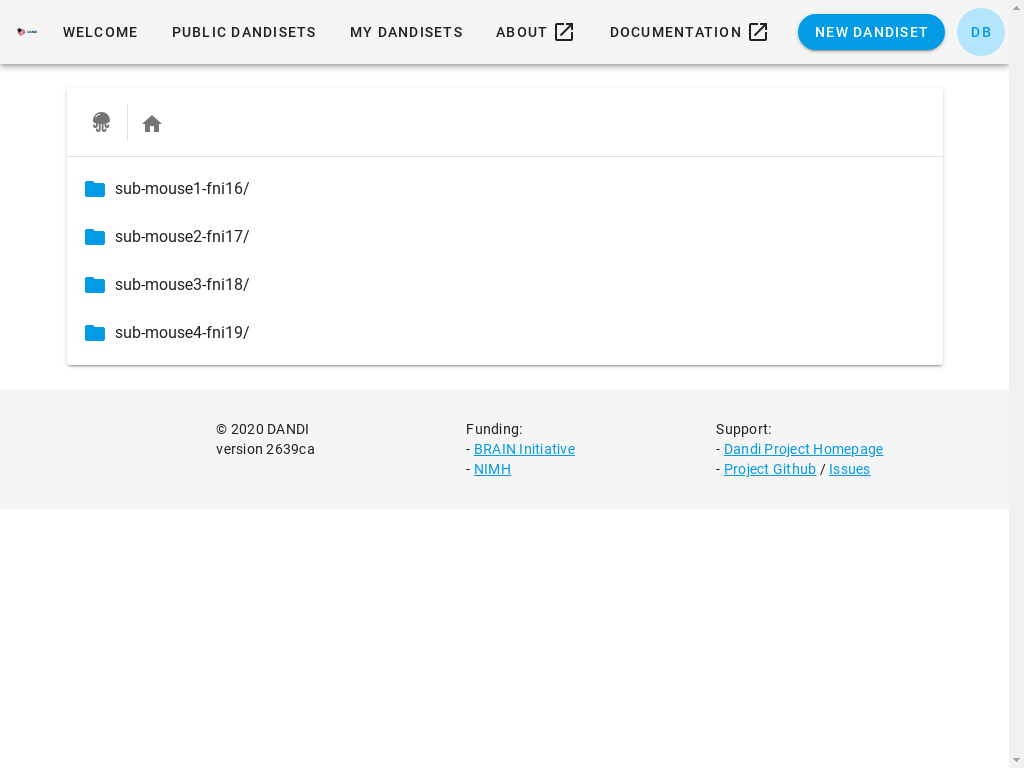 DANDI WELCOME PUBLIC DANDISETS MY DANDISETS ABOUT DOCUMENTATION NEW DANDISET DB
sub-mouse1-fni16/
sub-mouse2-fni17/
sub-mouse3-fni18/
sub-mouse4-fni19/
© 2020 DANDI
version 2639ca
Funding:
- BRAIN Initiative
- NIMH
Support:
- Dandi Project Homepage
- Project Github / Issues